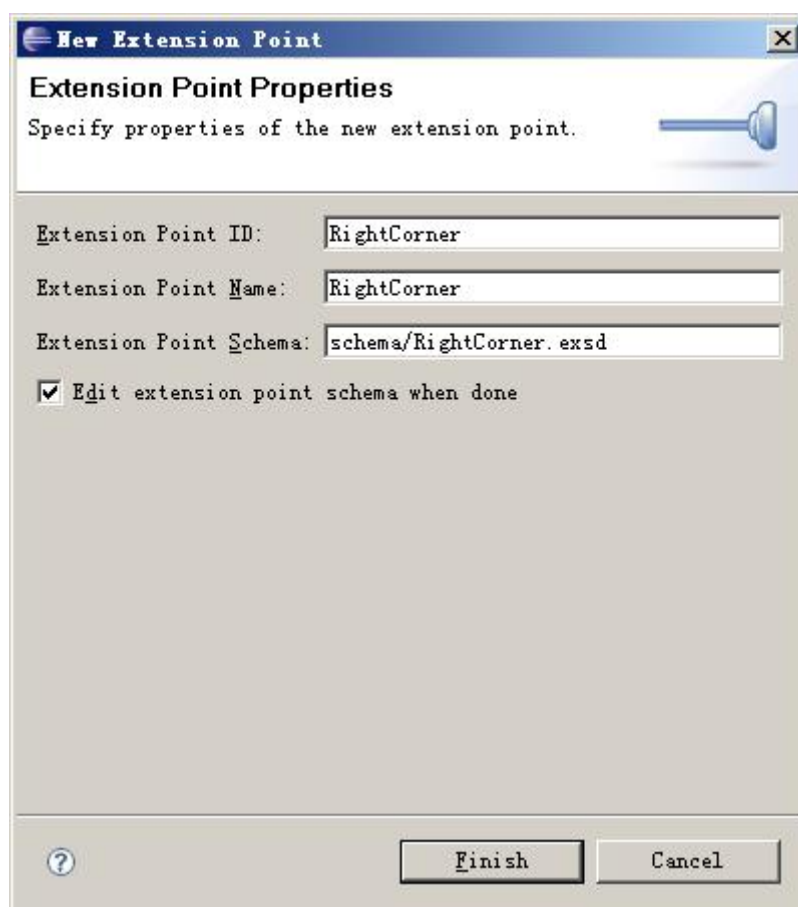 New Extension Point
Extension Point Properties
Specify properties of the new extension point.
Extension Point ID: RightCorner
Extension Point Name: RightCorner
Extension Point Schema: schema/RightCorner.exsd
Edit extension point schema when done
Finish Cancel